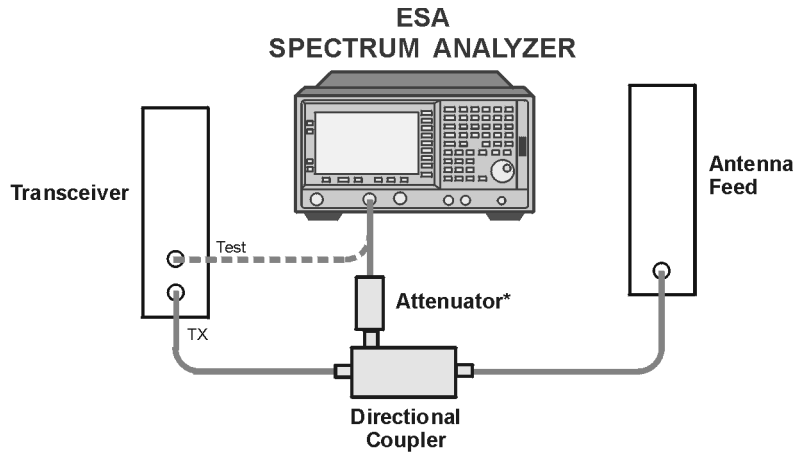 ESA
SPECTRUM ANALYZER
Transceiver
Test
TX
Attenuator*
Antenna
Feed
Directional
Coupler